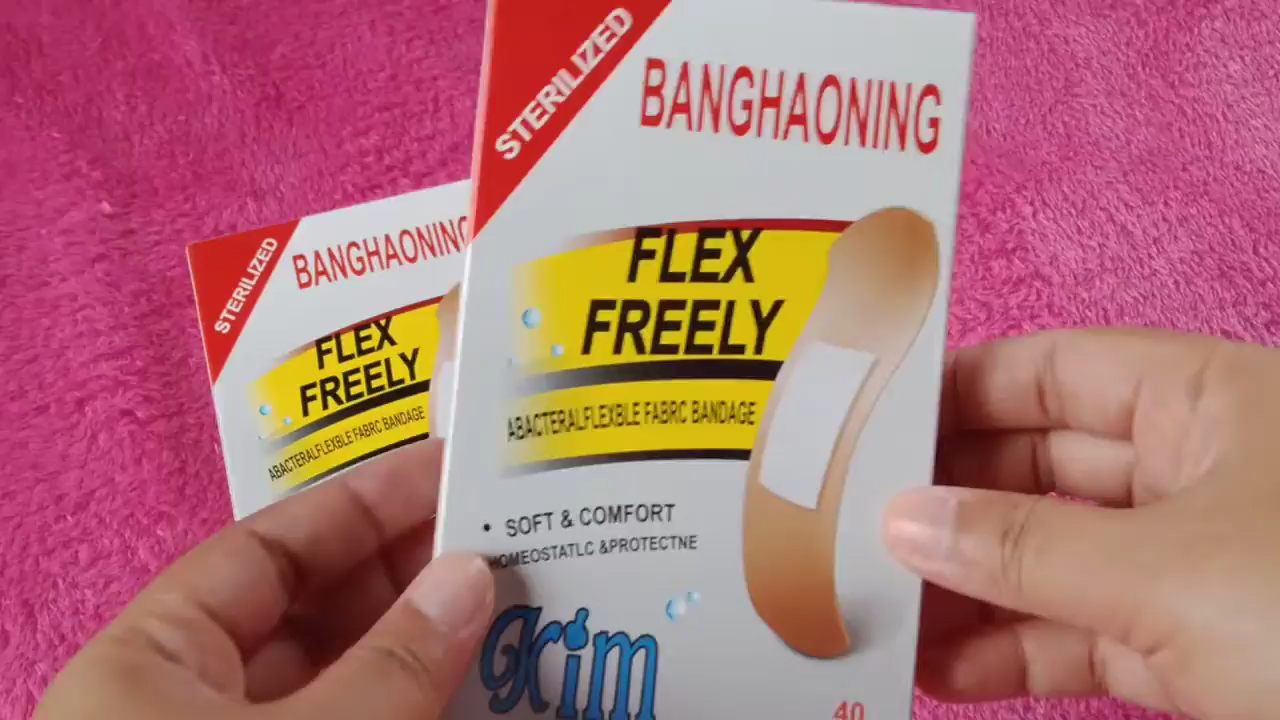 STERILIZED
BANGHAONING
FLEX
FREELY
ABACTERALFLEXBLE FABRC BANDAGE
• SOFT & COMFORT
HOMEOSTATLC &PROTECTNE
Kim
40
STERILIZED
BANGHAONING
FLEX
FREELY
ABACTERALFLEXBLE FABRC BANDAGE